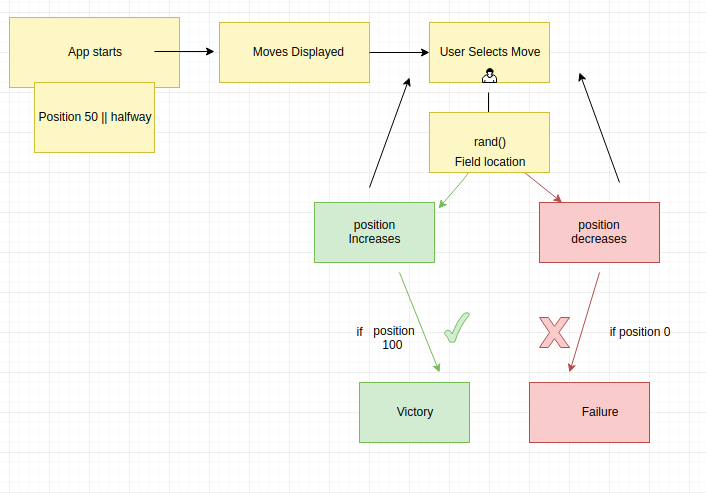 App starts
Moves Displayed
User Selects Move
Position 50 || halfway
rand()
Field location
position
Increases
position
decreases
if position
100
if position 0
Victory
Failure